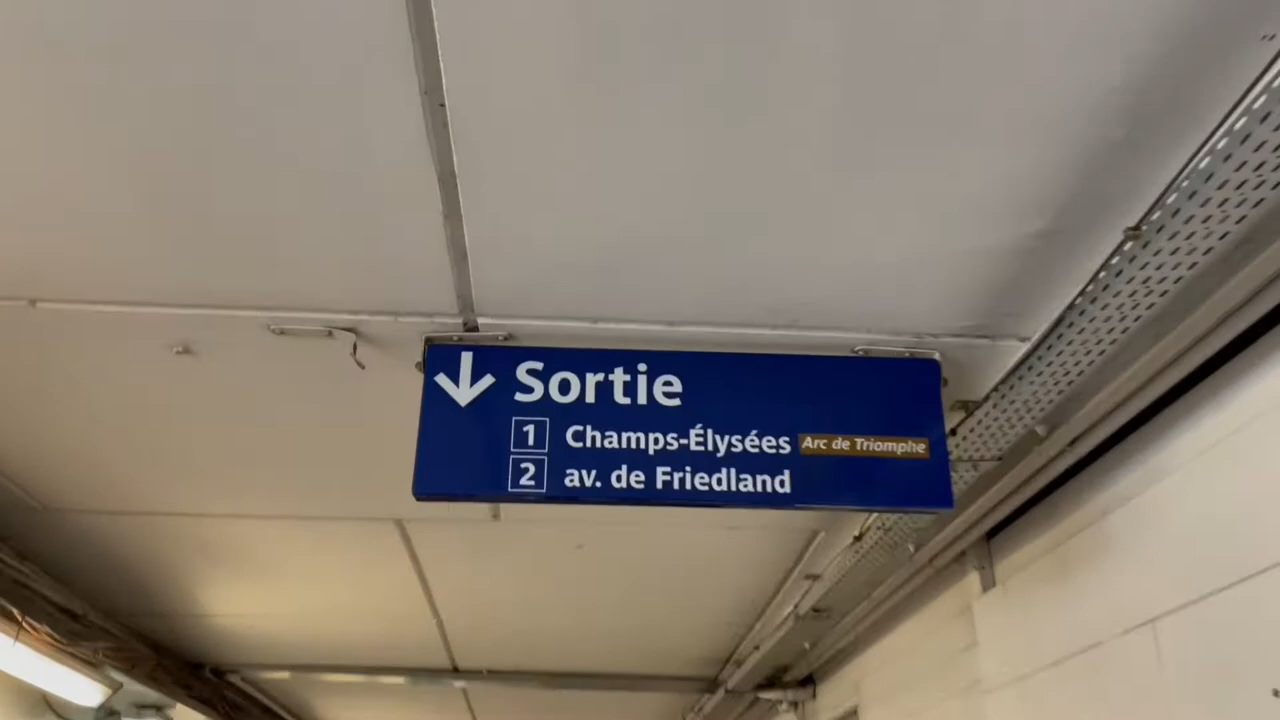 ↓ Sortie
1 Champs-Élysées Arc de Triomphe
2 av. de Friedland